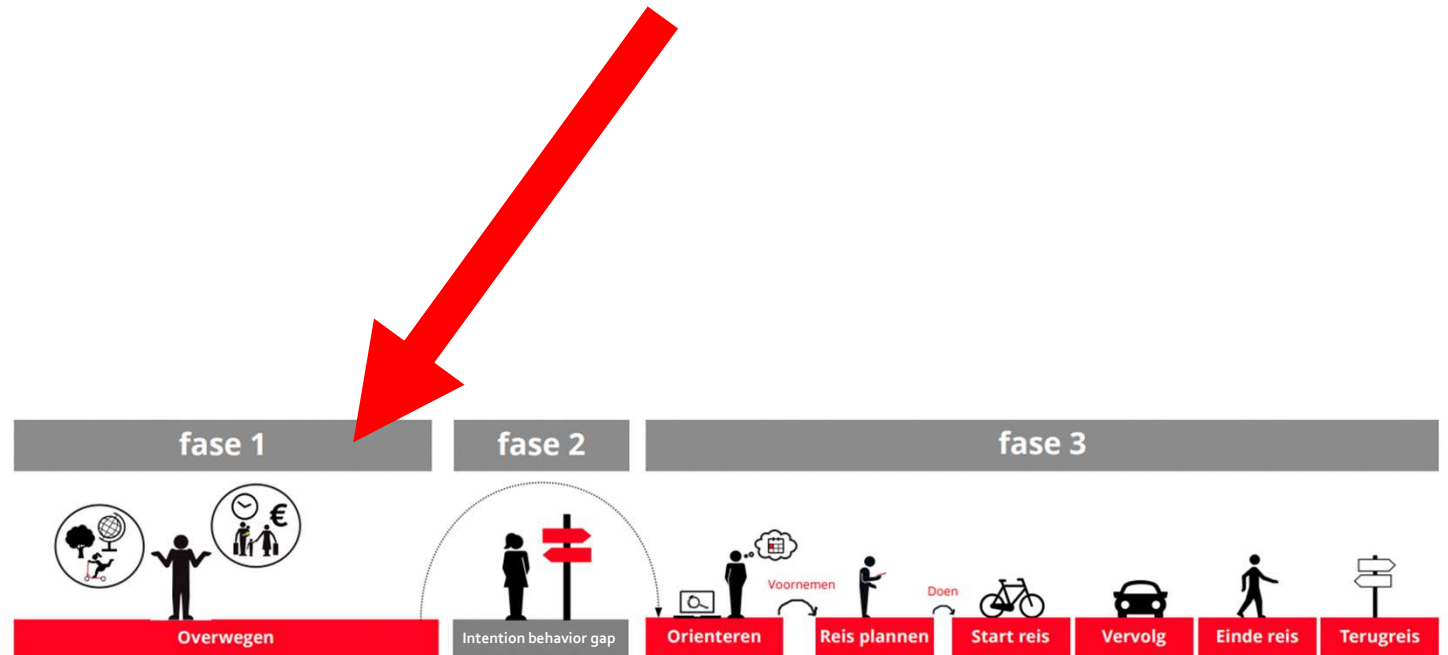 fase 1
fase 2
fase 3
€
Voornemen
Doen
Overwegen
Intention behavior gap
Orienteren
Reis plannen
Start reis
Vervolg
Einde reis
Terugreis